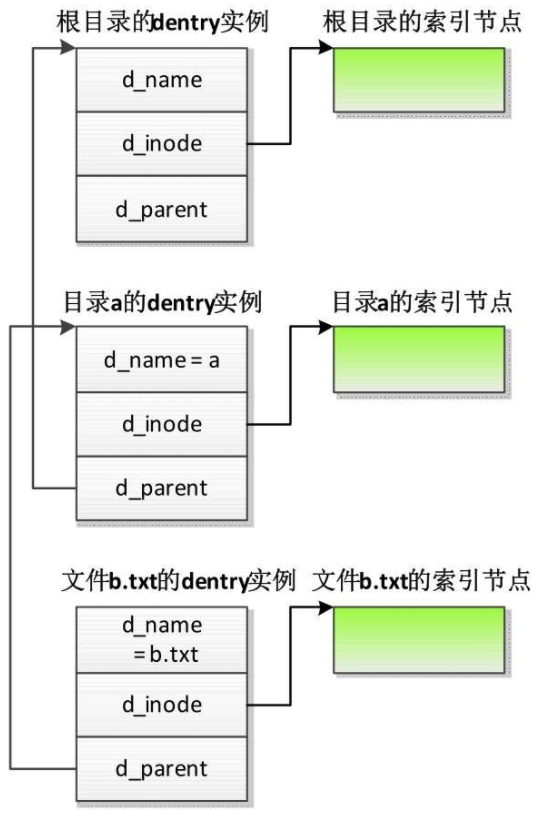 根目录的dentry实例 根目录的索引节点
d_name
d_inode
d_parent
目录a的dentry实例 目录a的索引节点
d_name = a
d_inode
d_parent
文件b.txt的dentry实例 文件b.txt的索引节点
d_name
= b.txt
d_inode
d_parent